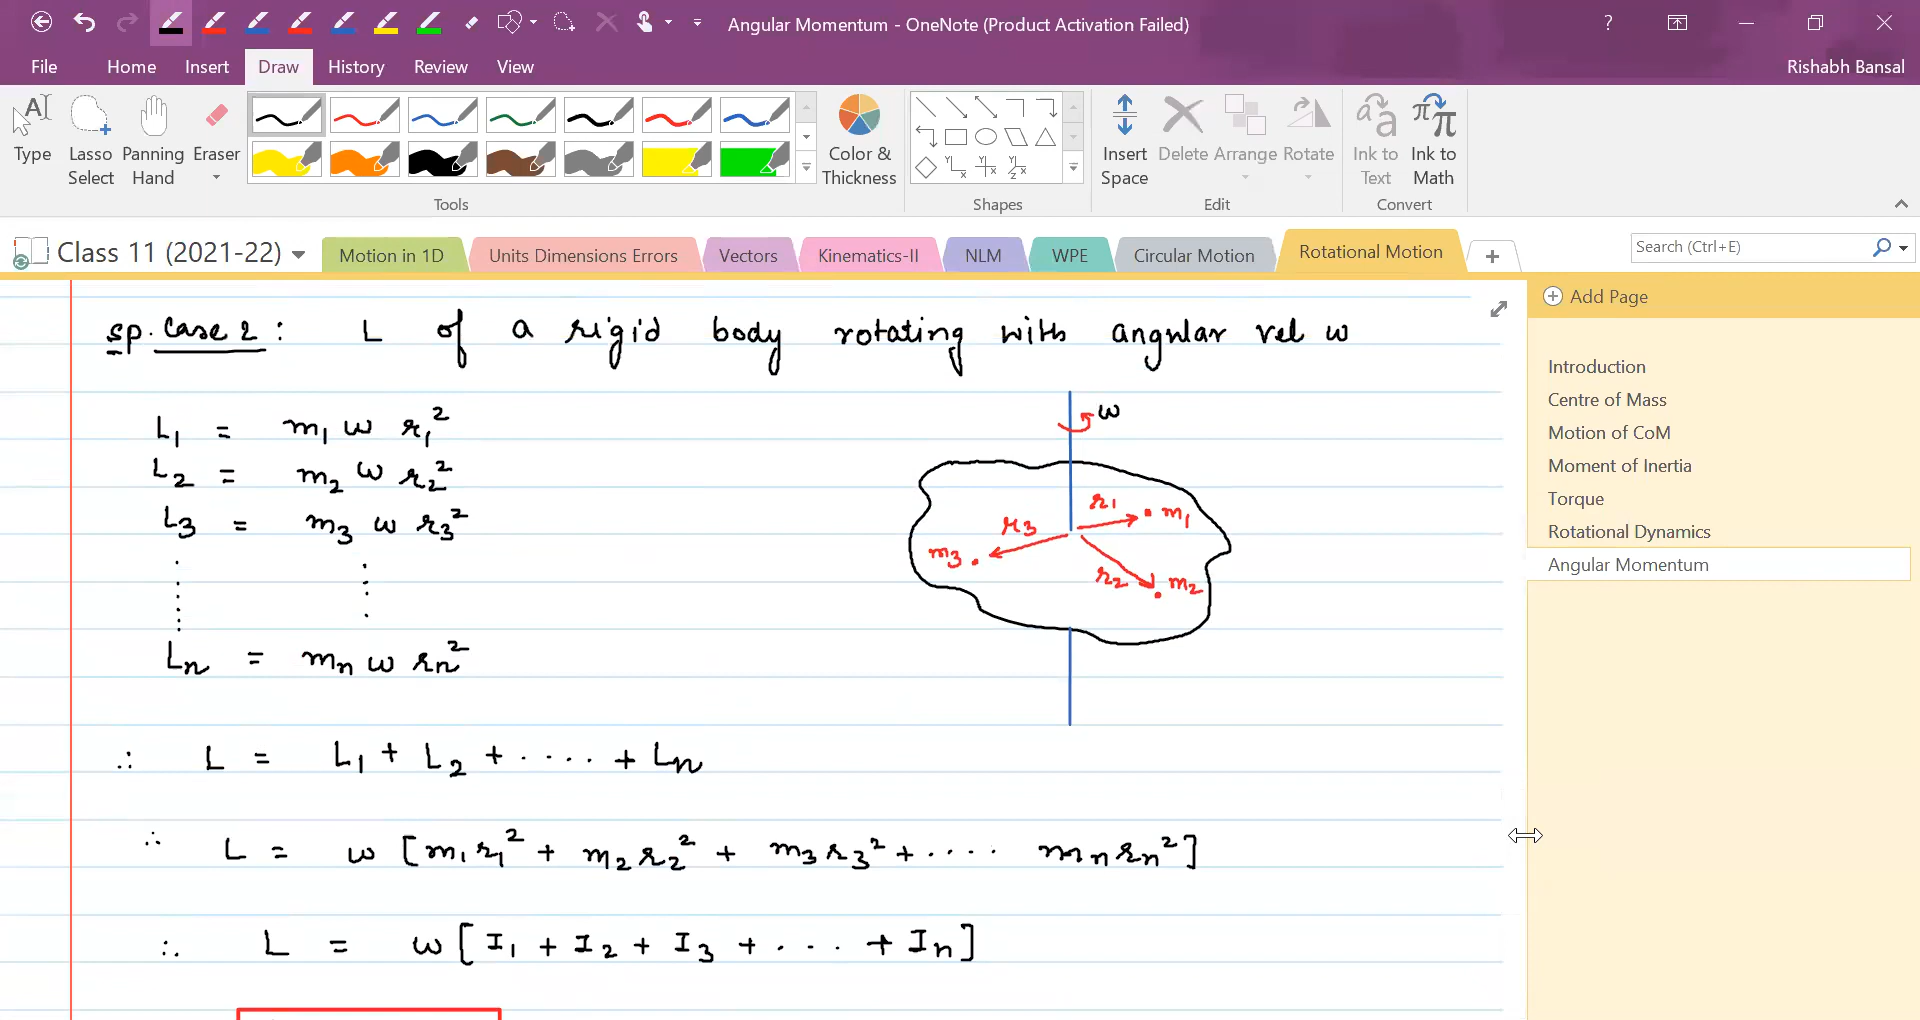 Angular Momentum - OneNote (Product Activation Failed)
?
File Home Insert Draw History Review View
Rishabh Bansal
Type
Lasso Select
Panning Hand
Eraser
Color & Thickness
Insert Space
Delete
Arrange
Rotate
Ink to Text
Ink to Math
Tools Shapes Edit Convert
Class 11 (2021-22)
Motion in 1D
Units Dimensions Errors
Vectors
Kinematics-II
NLM
WPE
Circular Motion
Rotational Motion
Search (Ctrl+E)
Add Page
Introduction
Centre of Mass
Motion of CoM
Moment of Inertia
Torque
Rotational Dynamics
Angular Momentum
sp. Case 2 : L of a rigid body rotating with angular vel ω
L₁ = m₁ ω r₁²
L₂ = m₂ ω r₂²
L₃ = m₃ ω r₃²
Lₙ = mₙ ω rₙ²
ω
r₁ m₁
r₃
m₃
r₂ m₂
∴ L = L₁ + L₂ + ..... + Lₙ
∴ L = ω [m₁r₁² + m₂r₂² + m₃r₃² + .... mₙrₙ²]
∴ L = ω [I₁ + I₂ + I₃ + .... + Iₙ]